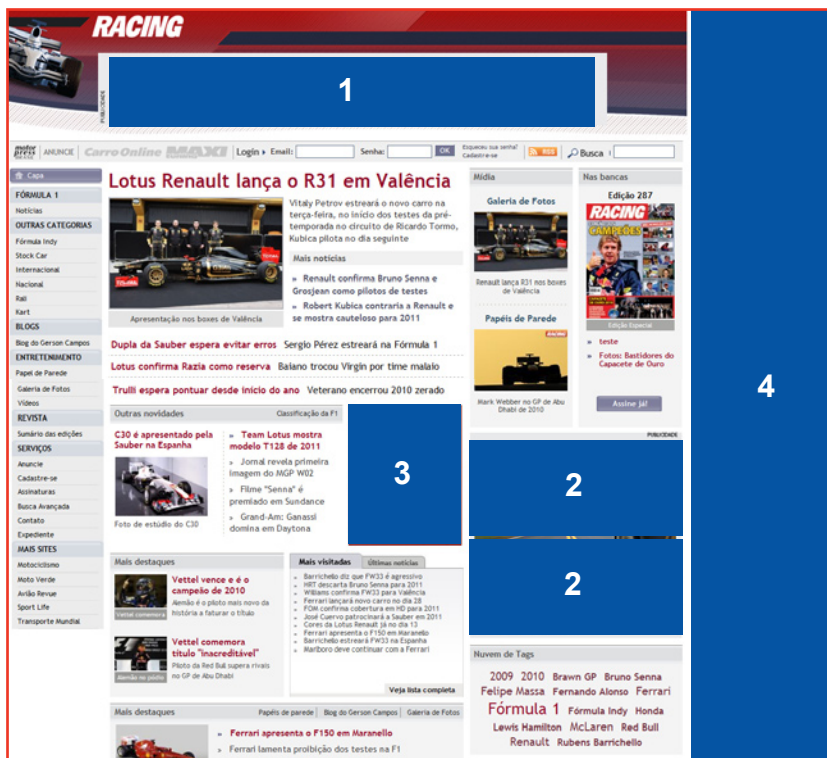 RACING
PUBLICIDADE
1
motor press
ANUNCIE
Carro Online
MAXI
Login
Email:
Senha:
OK
Esqueceu sua senha?
Cadastre-se
RSS
Busca
Capa
FÓRMULA 1
Notícias
OUTRAS CATEGORIAS
Fórmula Indy
Stock Car
Internacional
Nacional
Rali
Kart
BLOGS
Blog do Gerson Campos
ENTRETENIMENTO
Papel de Parede
Galeria de Fotos
Vídeos
REVISTA
Sumário das edições
SERVIÇOS
Anuncie
Cadastre-se
Assinaturas
Busca Avançada
Contato
Expediente
MAIS SITES
Motociclismo
Moto Verde
Avião Revue
Sport Life
Transporte Mundial
Lotus Renault lança o R31 em Valência
Vitaly Petrov estreará o novo carro na
terça-feira, no início dos testes da pré-
temporada no circuito de Ricardo Tormo,
Kubica pilota no dia seguinte
Mais notícias
» Renault confirma Bruno Senna e
Grosjean como pilotos de testes
» Robert Kubica contraria a Renault e
se mostra cauteloso para 2011
Apresentação nos boxes de Valência
Dupla da Sauber espera evitar erros Sergio Pérez estreará na Fórmula 1
Lotus confirma Razia como reserva Baiano trocou Virgin por time malaio
Trulli espera pontuar desde início do ano Veterano encerrou 2010 zerado
Outras novidades
Classificação da F1
C30 é apresentado pela
Sauber na Espanha
Foto de estúdio do C30
» Team Lotus mostra
modelo T128 de 2011
» Jornal revela primeira
imagem do MGP W02
» Filme "Senna" é
premiado em Sundance
» Grand-Am: Ganassi
domina em Daytona
3
Mais destaques
Vettel vence e é o
campeão de 2010
Alemão é o piloto mais novo da
história a faturar o título
Vettel comemora
Vettel comemora
título "inacreditável"
Piloto da Red Bull supera rivais
no GP de Abu Dhabi
Alemão no pódio
Mais visitadas
Últimas notícias
Barrichello diz que FW33 é agressivo
HRT descarta Bruno Senna para 2011
Williams confirma FW33 para Valência
Ferrari lançará novo carro no dia 28
FOM confirma cobertura em HD para 2011
José Cuervo patrocinará a Sauber em 2011
Cores da Lotus Renault já no dia 13
Ferrari apresenta o F150 em Maranello
Barrichello estreará FW33 na Espanha
Marlboro deve continuar com a Ferrari
Veja lista completa
Mais destaques
Papéis de parede | Blog do Gerson Campos | Galeria de Fotos
» Ferrari apresenta o F150 em Maranello
» Ferrari lamenta proibição dos testes na F1
Mídia
Galeria de Fotos
Renault lança R31 nos boxes
de Valência
Papéis de Parede
RACING
Mark Webber no GP de Abu
Dhabi de 2010
Nas bancas
Edição 287
RACING
CAMPEÕES
Edição Especial
» teste
» Fotos: Bastidores do
Capacete de Ouro
Assine já!
PUBLICIDADE
2
2
Nuvem de Tags
2009 2010 Brawn GP Bruno Senna
Felipe Massa Fernando Alonso Ferrari
Fórmula 1 Fórmula Indy Honda
Lewis Hamilton McLaren Red Bull
Renault Rubens Barrichello
4